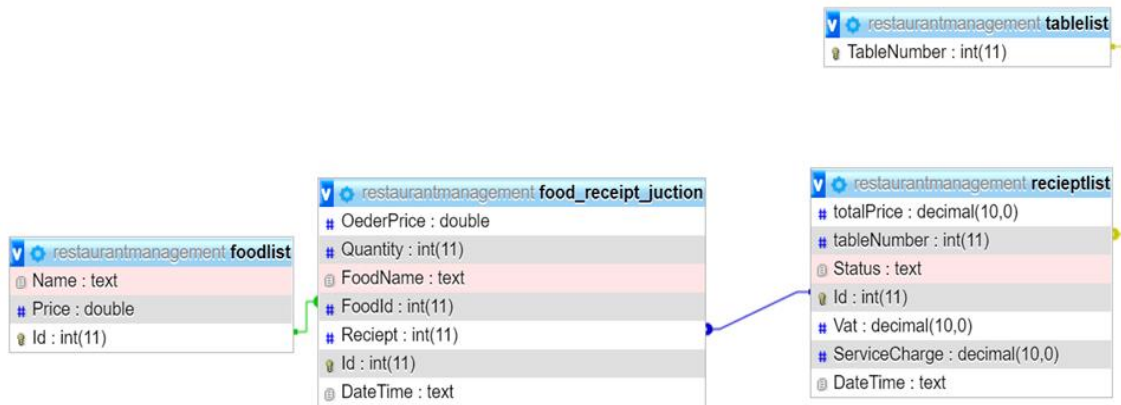 restaurantmanagement tablelist
TableNumber : int(11)
restaurantmanagement foodlist
Name : text
Price : double
Id : int(11)
restaurantmanagement food_receipt_juction
OederPrice : double
Quantity : int(11)
FoodName : text
FoodId : int(11)
Reciept : int(11)
Id : int(11)
DateTime : text
restaurantmanagement recieptlist
totalPrice : decimal(10,0)
tableNumber : int(11)
Status : text
Id : int(11)
Vat : decimal(10,0)
ServiceCharge : decimal(10,0)
DateTime : text